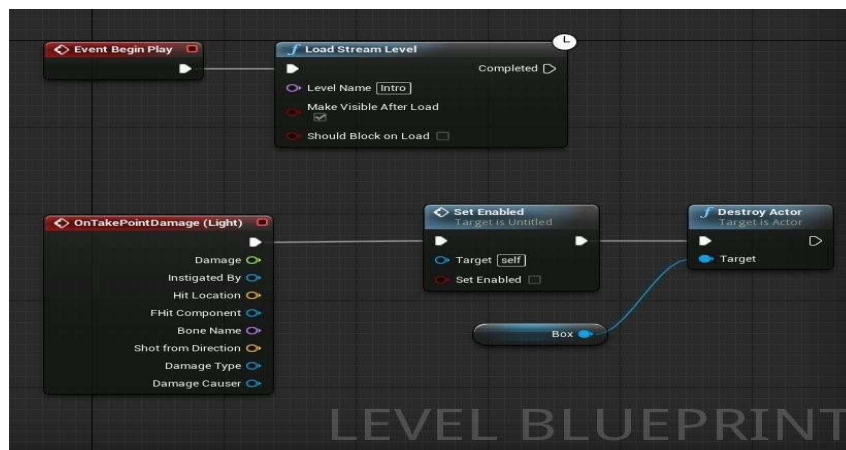 Event Begin Play
Load Stream Level
Completed
Level Name Intro
Make Visible After Load
Should Block on Load
OnTakePointDamage (Light)
Damage
Instigated By
Hit Location
FHit Component
Bone Name
Shot from Direction
Damage Type
Damage Causer
Set Enabled
Target is Untitled
Target self
Set Enabled
Destroy Actor
Target is Actor
Target
Box
LEVEL BLUEPRINT